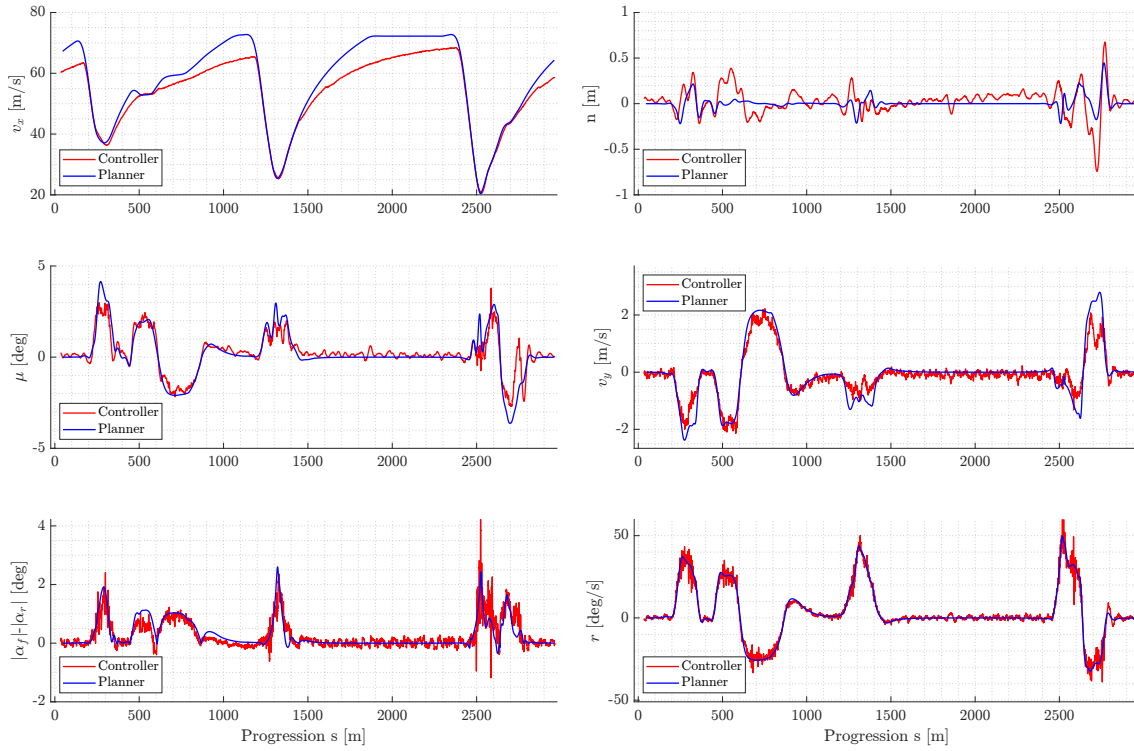 80
60
40
20
v_x [m/s]
Controller
Planner
0 500 1000 1500 2000 2500
1
0.5
0
-0.5
-1
n [m]
Controller
Planner
0 500 1000 1500 2000 2500
5
0
-5
μ [deg]
Controller
Planner
0 500 1000 1500 2000 2500
2
0
-2
v_y [m/s]
Controller
Planner
0 500 1000 1500 2000 2500
4
2
0
-2
|α_f|-|α_r| [deg]
Controller
Planner
0 500 1000 1500 2000 2500
Progression s [m]
50
0
-50
r [deg/s]
Controller
Planner
0 500 1000 1500 2000 2500
Progression s [m]